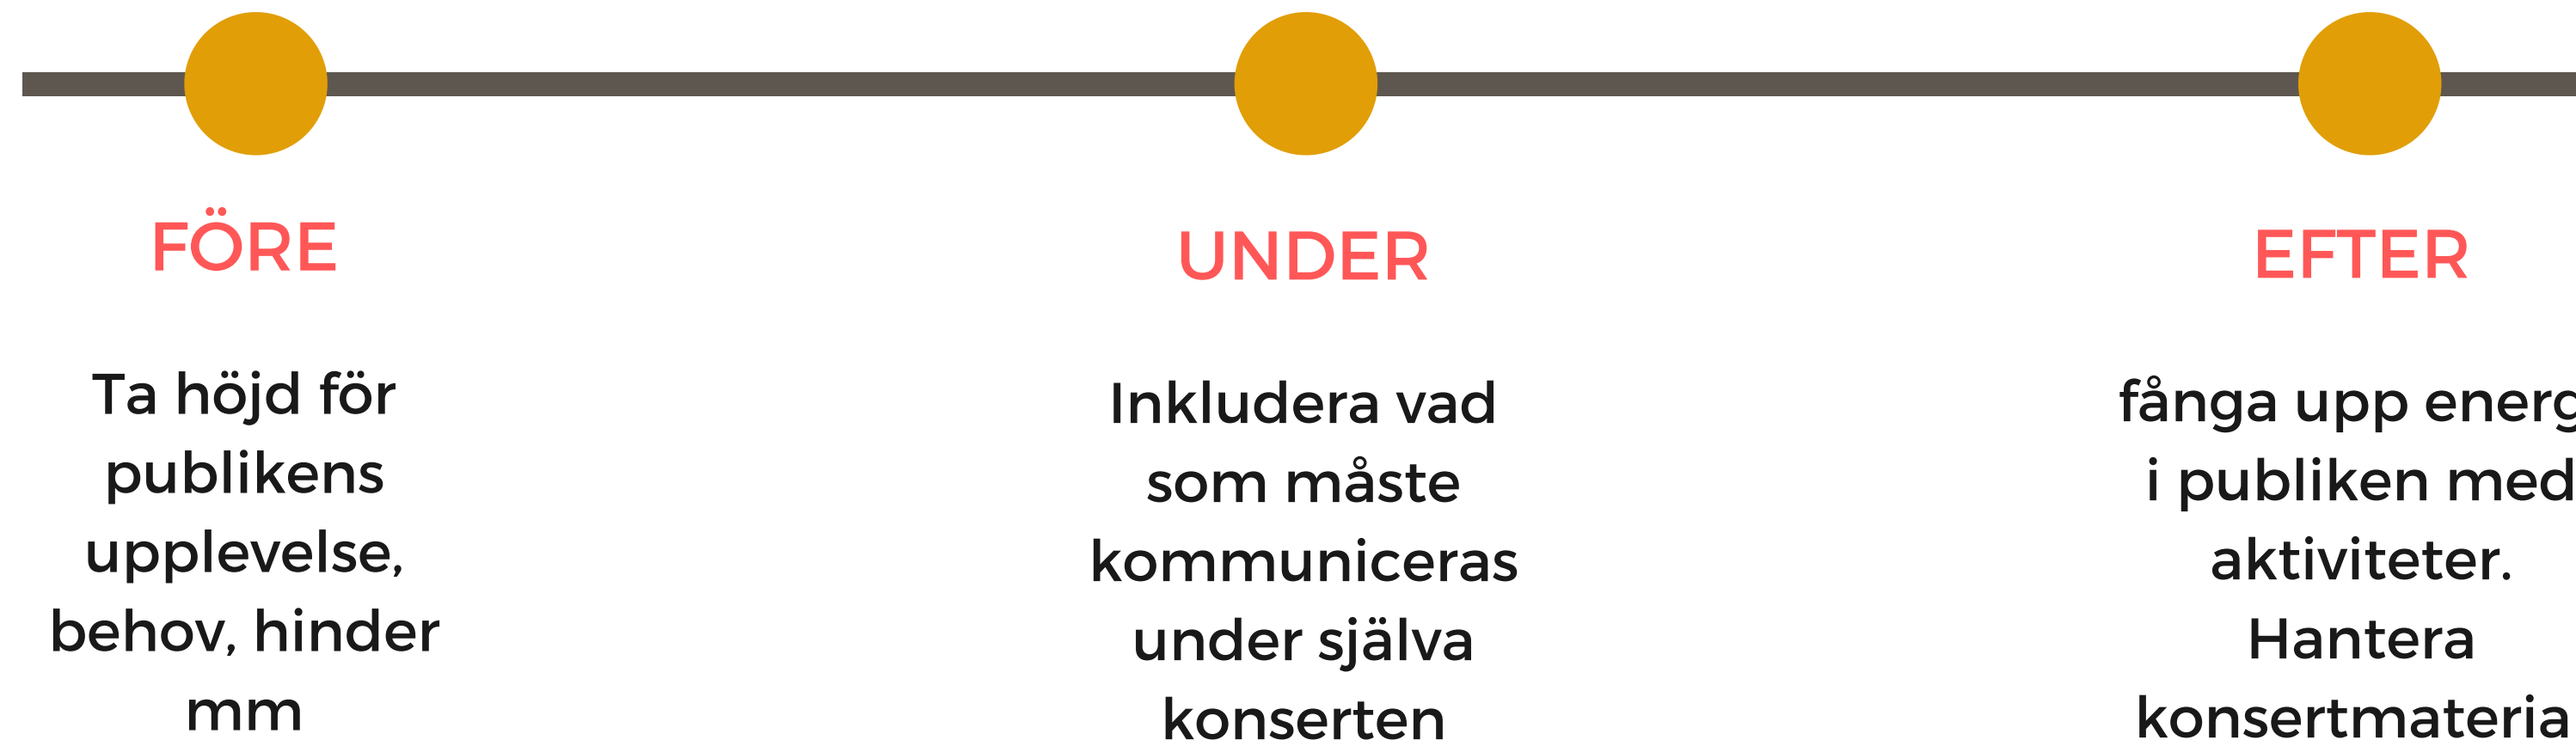 FÖRE
Ta höjd för
publikens
upplevelse,
behov, hinder
mm
UNDER
Inkludera vad
som måste
kommuniceras
under själva
konserten
EFTER
fånga upp
i publiken med
aktiviteter.
Hantera